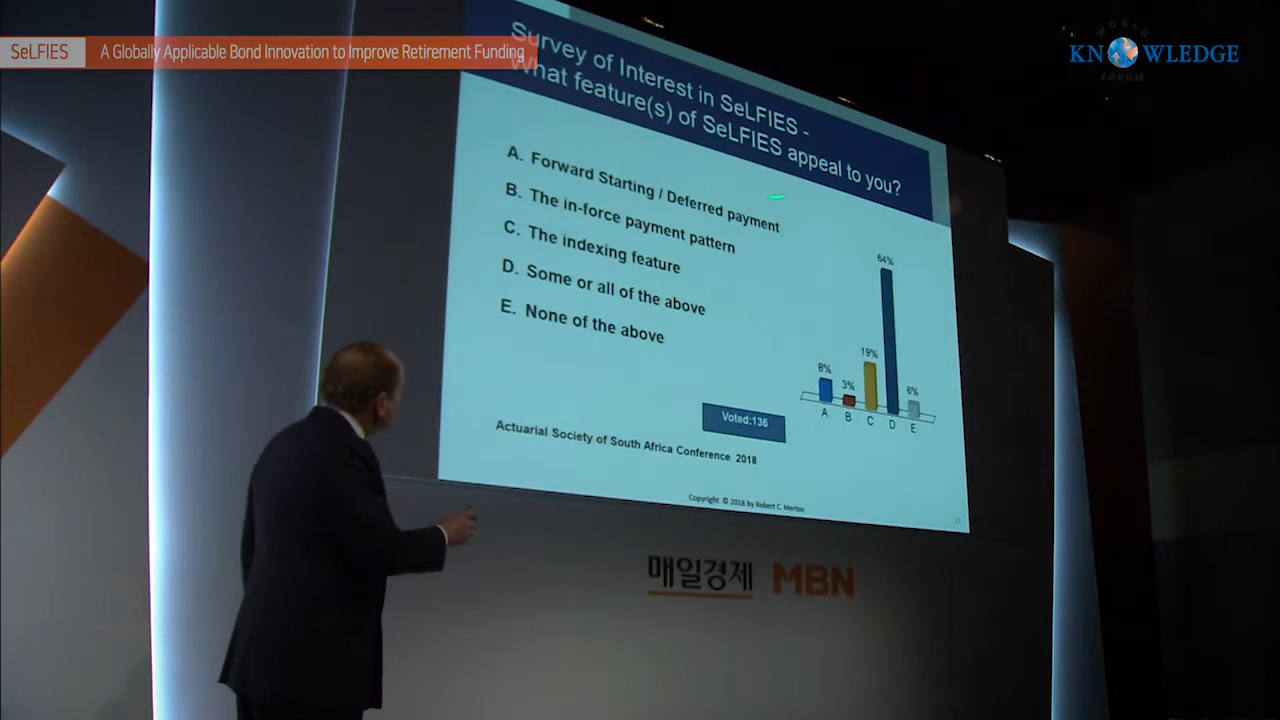 SeLFIES A Globally Applicable Bond Innovation to Improve Retirement Funding
WORLD
KNOWLEDGE
FORUM
Survey of Interest in SeLFIES -
What feature(s) of SeLFIES appeal to you?
A. Forward Starting / Deferred payment
B. The in-force payment pattern
C. The indexing feature
D. Some or all of the above
E. None of the above
64%
19%
8%
3%
6%
A B C D E
Voted:136
Actuarial Society of South Africa Conference 2018
Copyright © 2018 by Robert C. Merton
매일경제 MBN